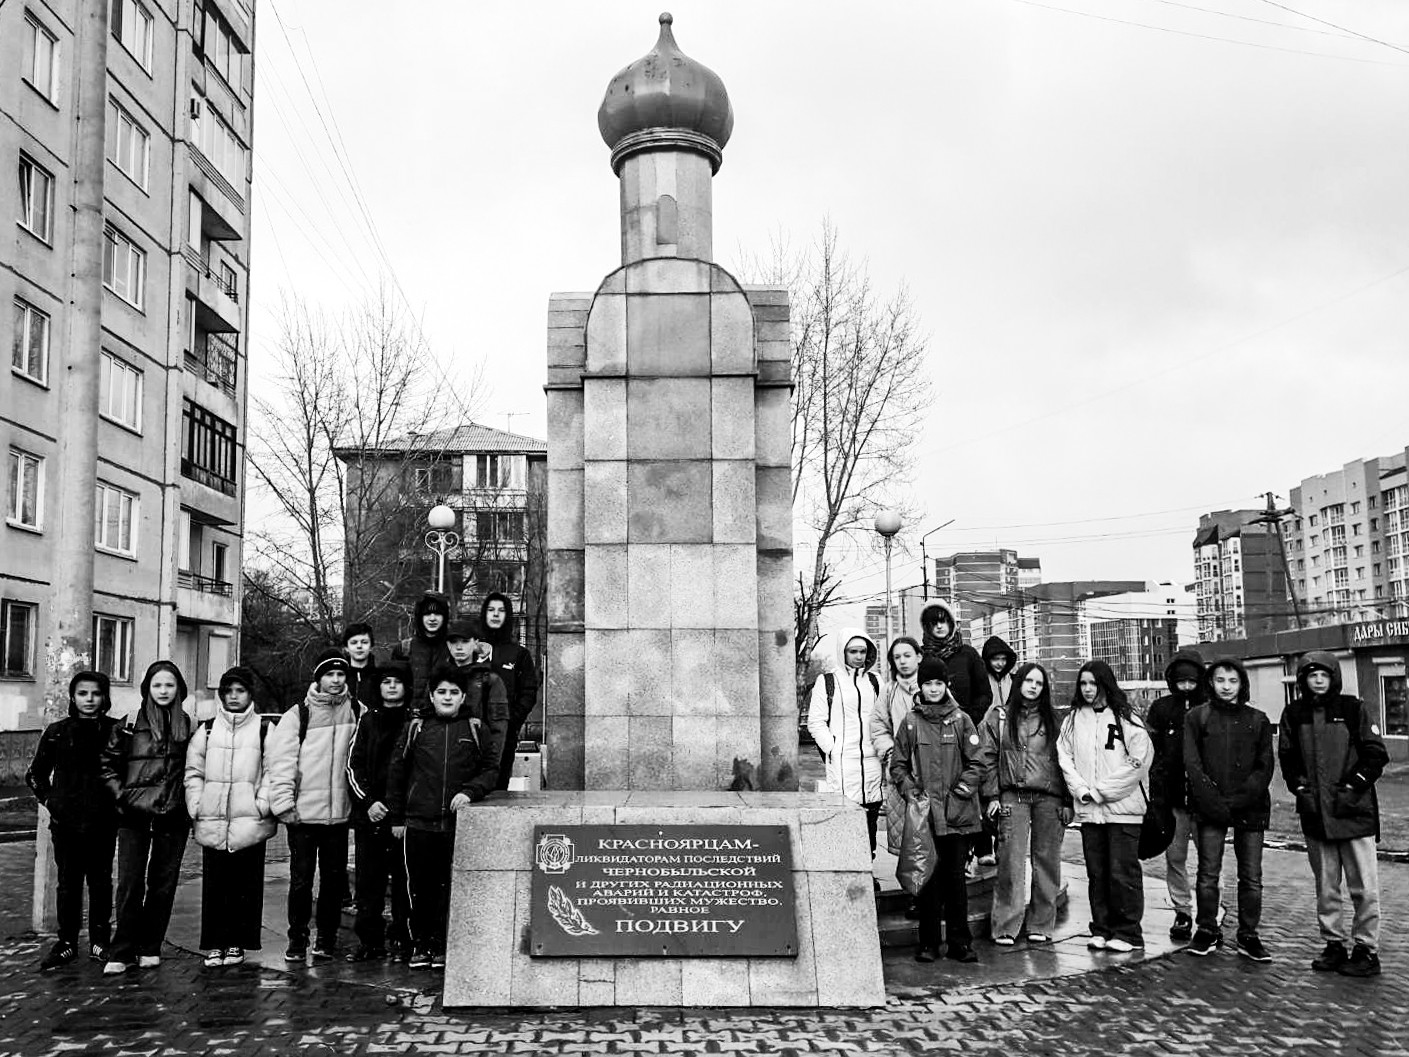 КРАСНОЯРЦАМ-
ЛИКВИДАТОРАМ ПОСЛЕДСТВИЙ
ЧЕРНОБЫЛЬСКОЙ
И ДРУГИХ РАДИАЦИОННЫХ
АВАРИЙ И КАТАСТРОФ,
ПРОЯВИВШИХ МУЖЕСТВО,
РАВНОЕ
ПОДВИГУ
ДАРЫ СИБ
P